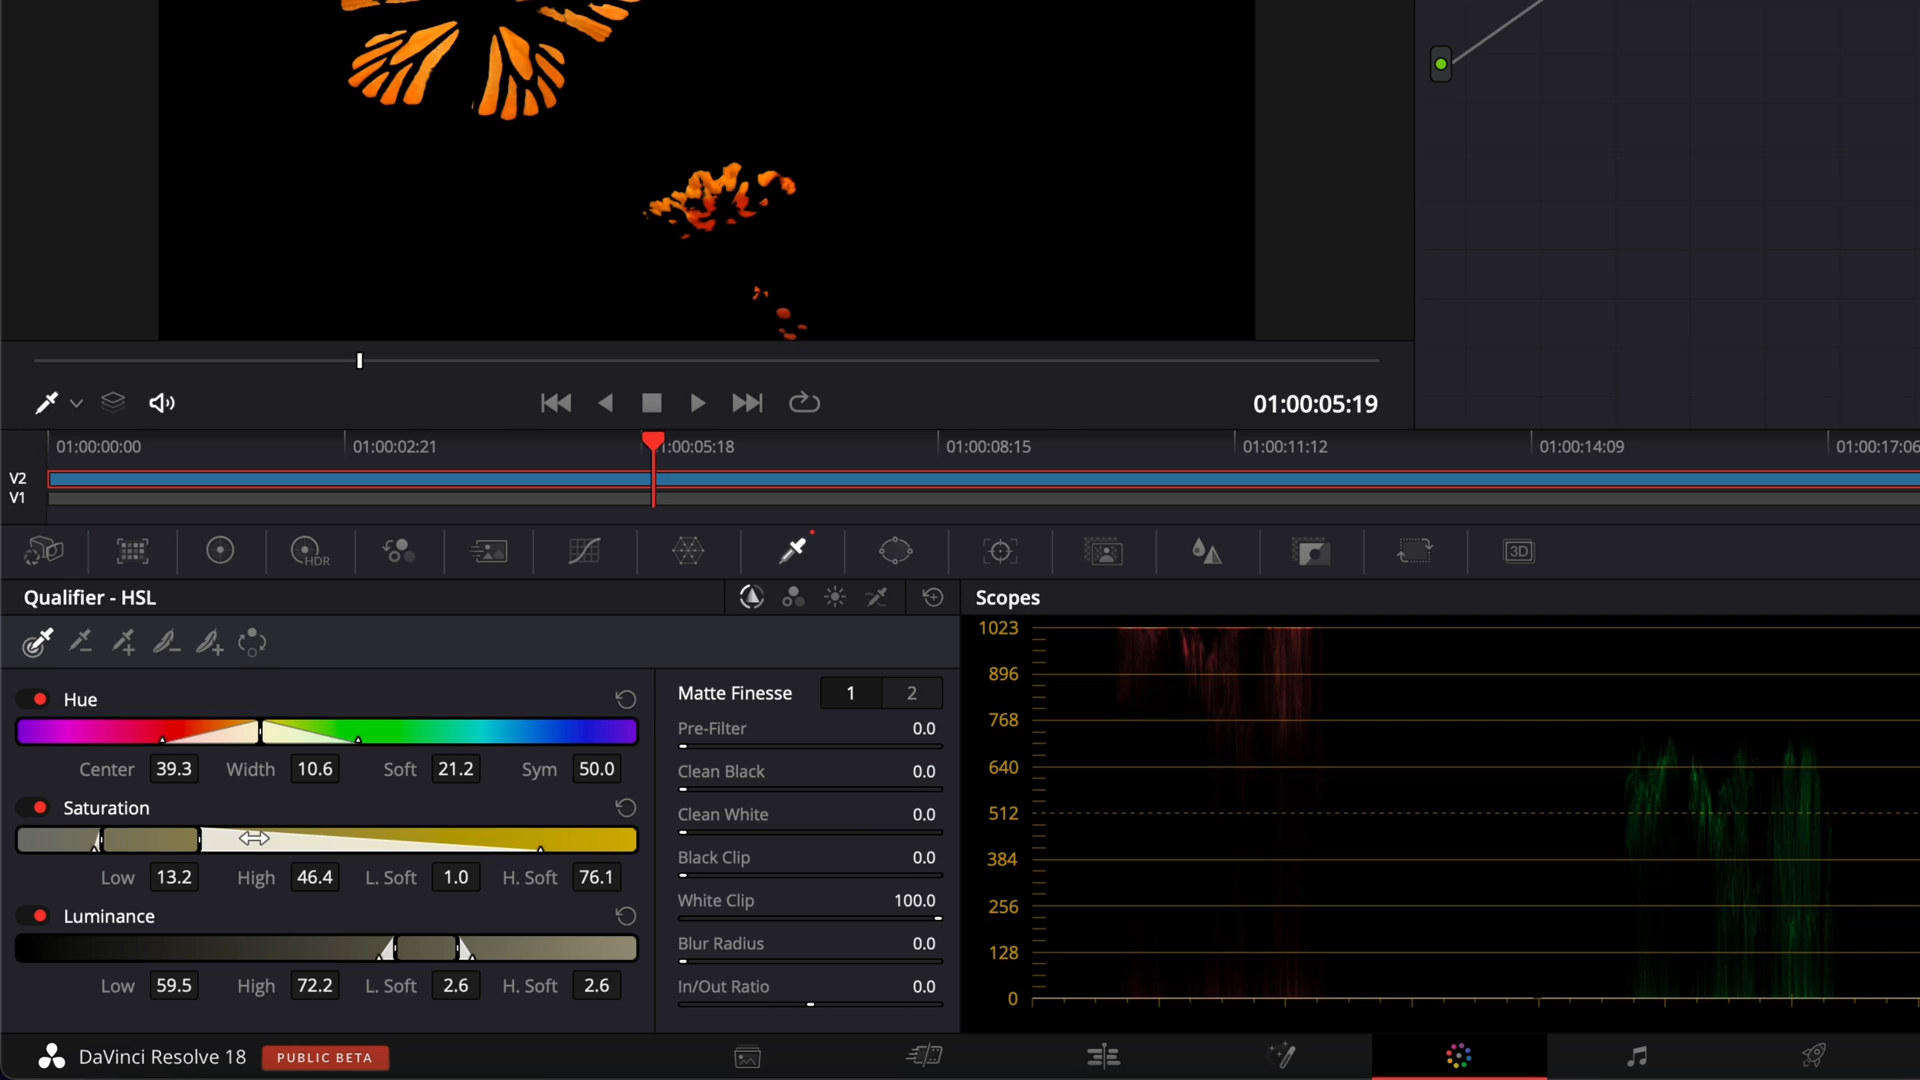 01:00:05:19
01:00:00:00 01:00:02:21 1:00:05:18 01:00:08:15 01:00:11:12 01:00:14:09 01:00:17:06
V2
V1
HDR 3D
Qualifier - HSL
Scopes
Hue
Center 39.3 Width 10.6 Soft 21.2 Sym 50.0
Saturation
Low 13.2 High 46.4 L. Soft 1.0 H. Soft 76.1
Luminance
Low 59.5 High 72.2 L. Soft 2.6 H. Soft 2.6
Matte Finesse 1 2
Pre-Filter 0.0
Clean Black 0.0
Clean White 0.0
Black Clip 0.0
White Clip 100.0
Blur Radius 0.0
In/Out Ratio 0.0
1023
896
768
640
512
384
256
128
0
DaVinci Resolve 18 PUBLIC BETA